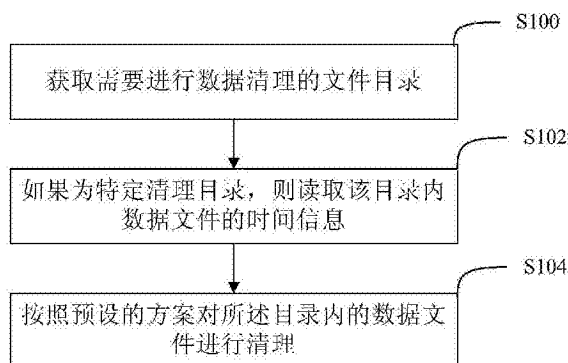 S100
获取需要进行数据清理的文件目录
S102
如果为特定清理目录，则读取该目录内
数据文件的时间信息
S104
按照预设的方案对所述目录内的数据文
件进行清理